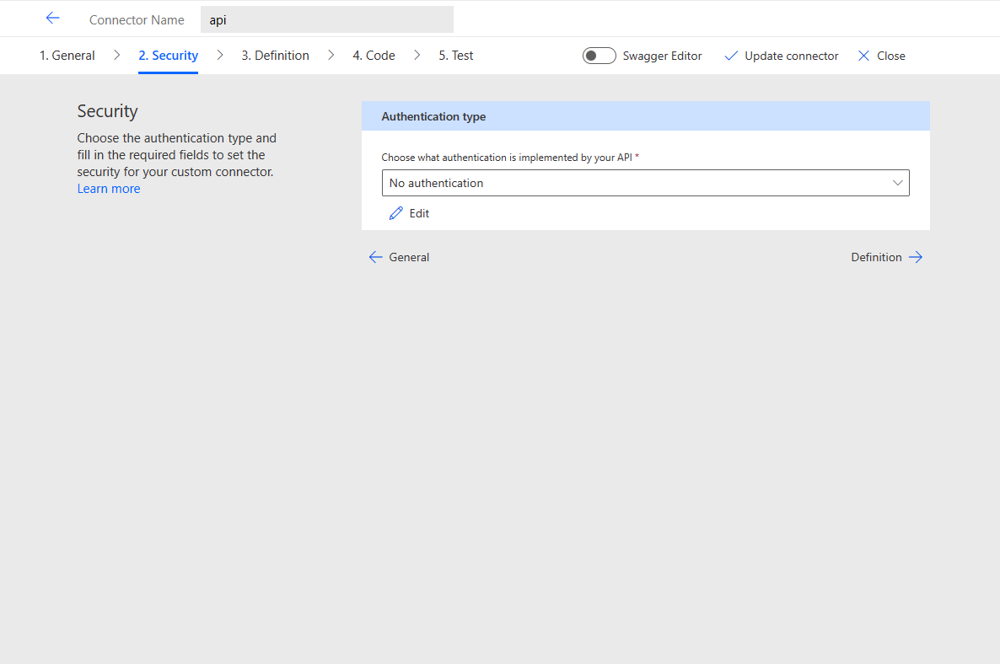 Connector Name
api
1. General
2. Security
3. Definition
4. Code
5. Test
Swagger Editor
Update connector
Close
Security
Choose the authentication type and
fill in the required fields to set the
security for your custom connector.
Learn more
Authentication type
Choose what authentication is implemented by your API *
No authentication
Edit
General
Definition